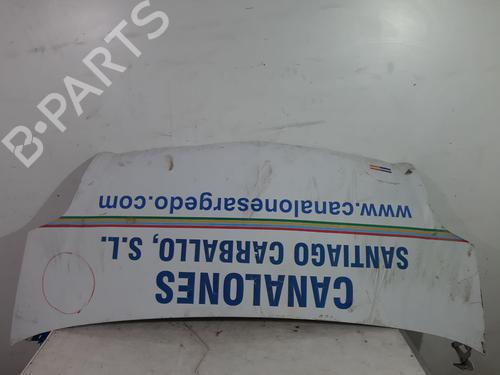 B-PARTS
CANALONES
SANTIAGO CARBALLO, S.L.
www.canalonesargedo.com